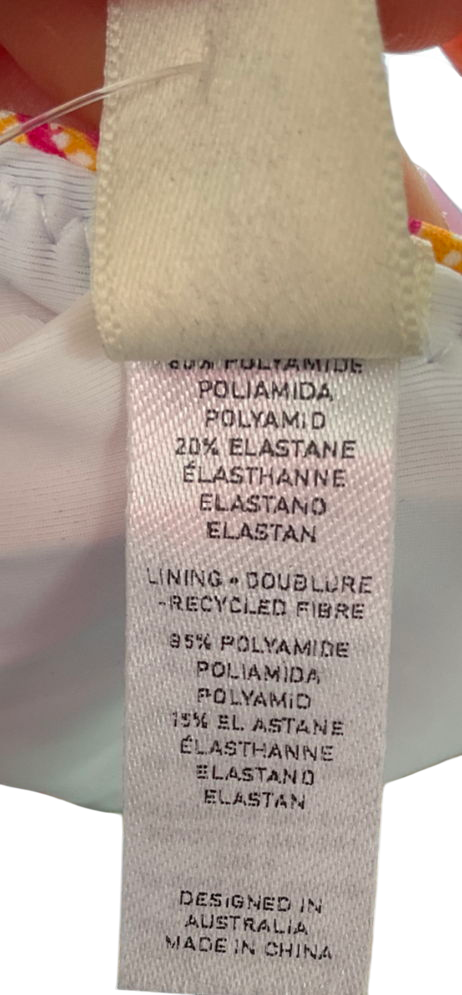 80% POLYAMIDE
POLIAMIDA
POLYAMID
20% ELASTANE
ÉLASTHANNE
ELASTANO
ELASTAN
LINING • DOUBLURE
-RECYCLED FIBRE
85% POLYAMIDE
POLIAMIDA
POLYAMID
15% ELASTANE
ÉLASTHANNE
ELASTANO
ELASTAN
DESIGNED IN
AUSTRALIA
MADE IN CHINA